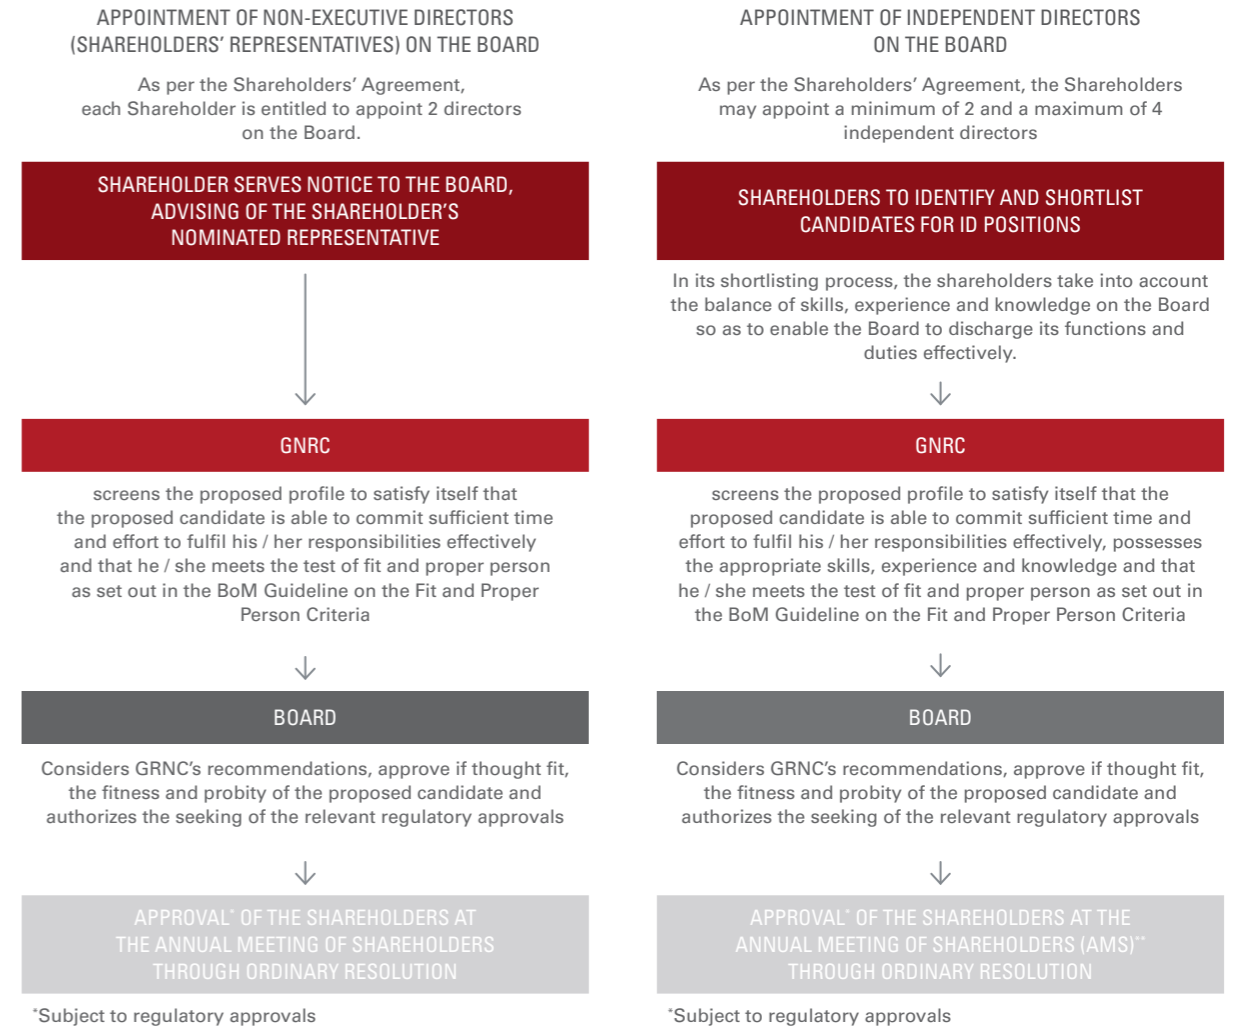 APPOINTMENT OF NON-EXECUTIVE DIRECTORS
(SHAREHOLDERS' REPRESENTATIVES) ON THE BOARD
As per the Shareholders' Agreement,
each Shareholder is entitled to appoint 2 directors
on the Board.
SHAREHOLDER SERVES NOTICE TO THE BOARD,
ADVISING OF THE SHAREHOLDER'S
NOMINATED REPRESENTATIVE
GNRC
screens the proposed profile to satisfy itself that
the proposed candidate is able to commit sufficient time
and effort to fulfil his / her responsibilities effectively
and that he / she meets the test of fit and proper person
as set out in the BoM Guideline on the Fit and Proper
Person Criteria
BOARD
Considers GRNC's recommendations, approve if thought fit,
the fitness and probity of the proposed candidate and
authorizes the seeking of the relevant regulatory approvals
APPROVAL* OF THE SHAREHOLDERS AT
THE ANNUAL MEETING OF SHAREHOLDERS
THROUGH ORDINARY RESOLUTION
*Subject to regulatory approvals
APPOINTMENT OF INDEPENDENT DIRECTORS
ON THE BOARD
As per the Shareholders' Agreement, the Shareholders
may appoint a minimum of 2 and a maximum of 4
independent directors
SHAREHOLDERS TO IDENTIFY AND SHORTLIST
CANDIDATES FOR ID POSITIONS
In its shortlisting process, the shareholders take into account
the balance of skills, experience and knowledge on the Board
so as to enable the Board to discharge its functions and
duties effectively.
GNRC
screens the proposed profile to satisfy itself that the
proposed candidate is able to commit sufficient time and
effort to fulfil his / her responsibilities effectively, possesses
the appropriate skills, experience and knowledge and that
he / she meets the test of fit and proper person as set out in
the BoM Guideline on the Fit and Proper Person Criteria
BOARD
Considers GRNC's recommendations, approve if thought fit,
the fitness and probity of the proposed candidate and
authorizes the seeking of the relevant regulatory approvals
APPROVAL* OF THE SHAREHOLDERS AT THE
ANNUAL MEETING OF SHAREHOLDERS (AMS)**
THROUGH ORDINARY RESOLUTION
*Subject to regulatory approvals